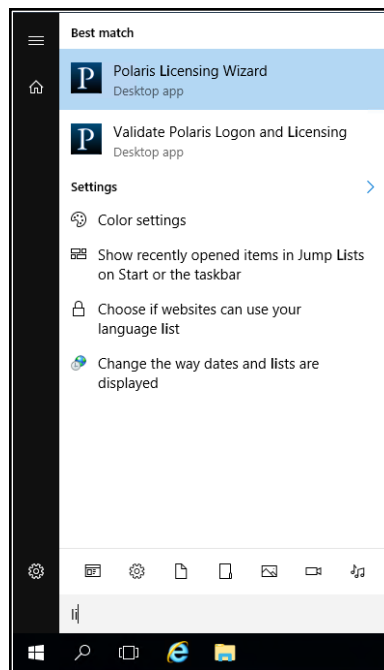 Best match
P
Polaris Licensing Wizard
Desktop app
P
Validate Polaris Logon and Licensing
Desktop app
Settings
Color settings
Show recently opened items in Jump Lists
on Start or the taskbar
Choose if websites can use your
language list
Change the way dates and lists are
displayed
li